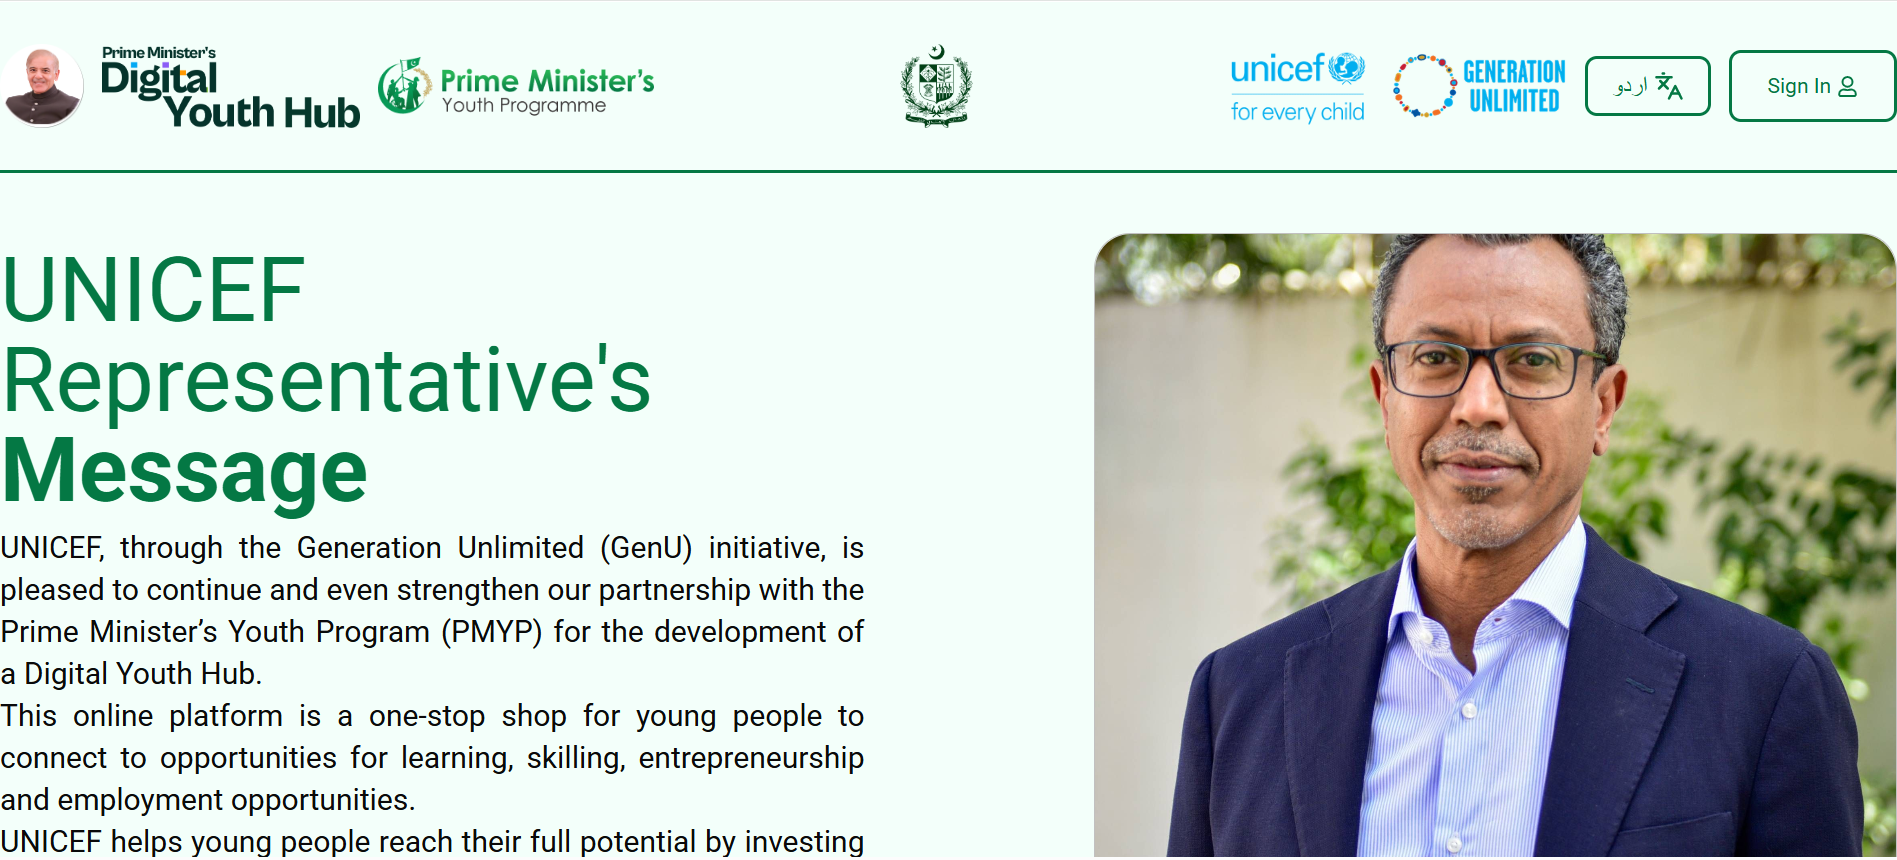 Prime Minister's
Digital
Youth Hub
Prime Minister's
Youth Programme
unicef
for every child
GENERATION
UNLIMITED
اردو
Sign In
UNICEF
Representative's
Message
UNICEF, through the Generation Unlimited (GenU) initiative, is
pleased to continue and even strengthen our partnership with the
Prime Minister’s Youth Program (PMYP) for the development of
a Digital Youth Hub.
This online platform is a one-stop shop for young people to
connect to opportunities for learning, skilling, entrepreneurship
and employment opportunities.
UNICEF helps young people reach their full potential by investing